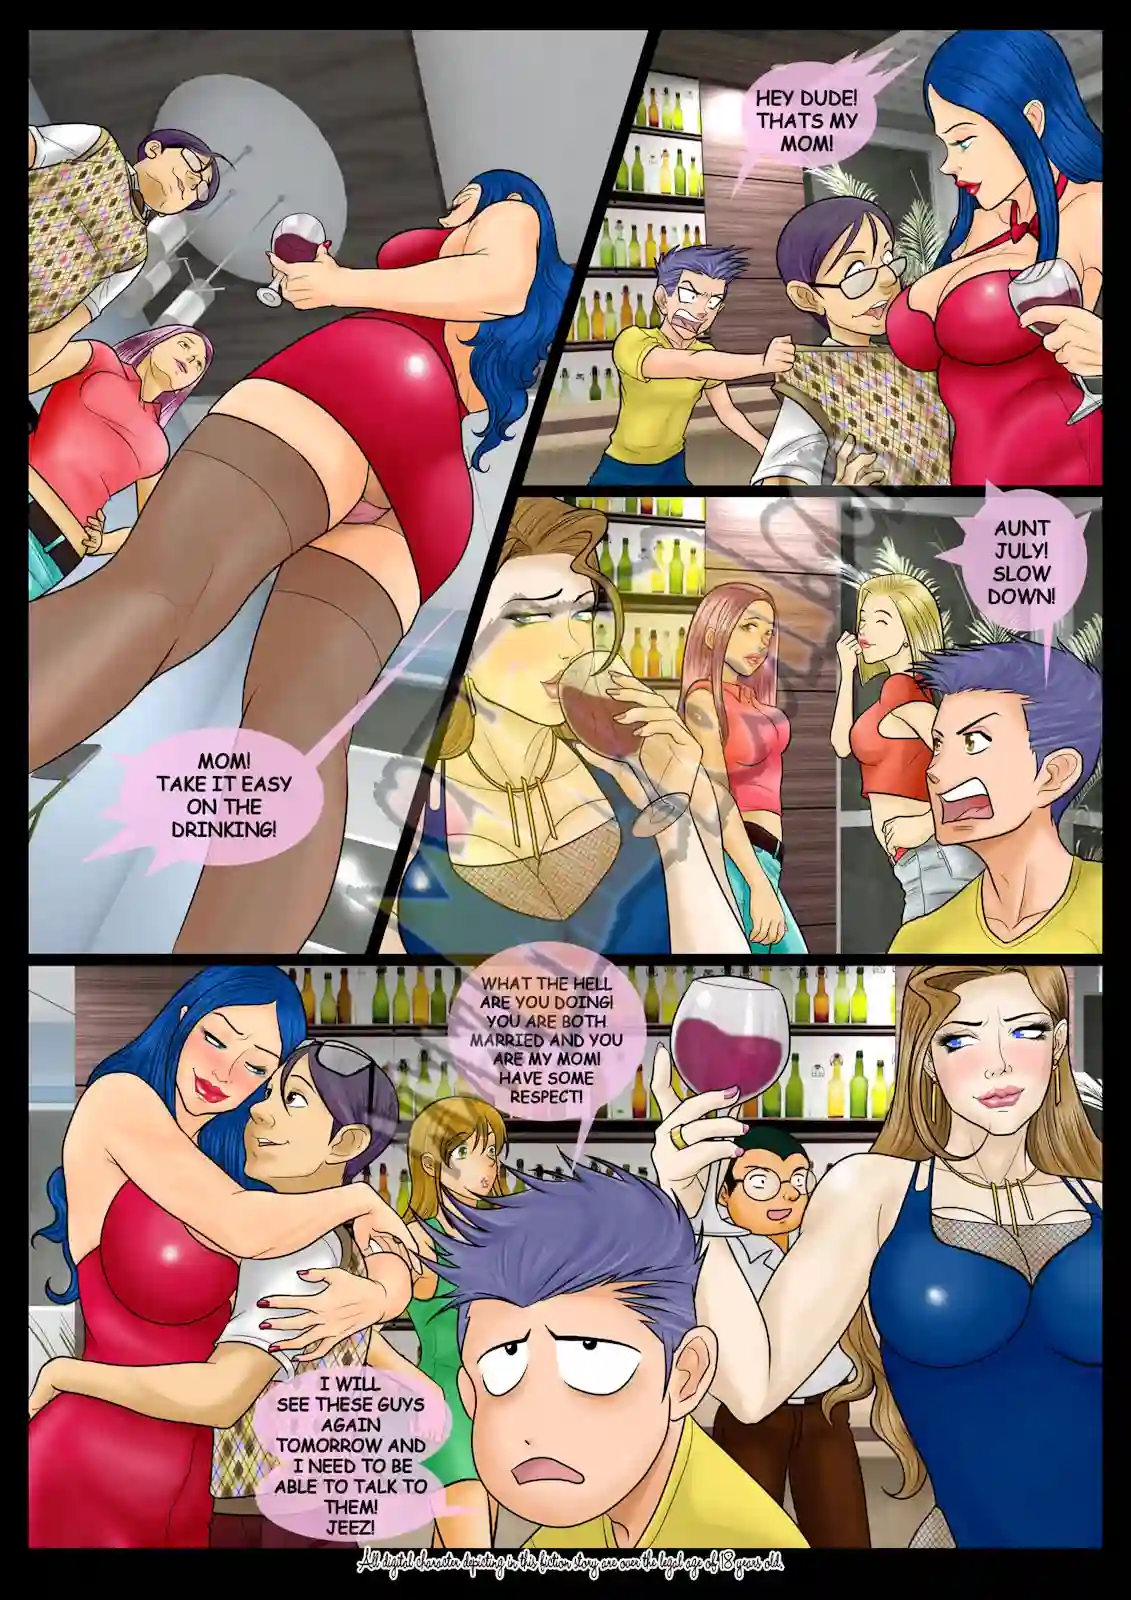 HEY DUDE!
THATS MY
MOM!
MOM!
TAKE IT EASY
ON THE
DRINKING!
AUNT
JULY!
SLOW
DOWN!
WHAT THE HELL
ARE YOU DOING!
YOU ARE BOTH
MARRIED AND YOU
ARE MY MOM!
HAVE SOME
RESPECT!
I WILL
SEE THESE GUYS
AGAIN
TOMORROW AND
I NEED TO BE
ABLE TO TALK TO
THEM!
JEEZ!
All digital character depicting in this fiction story are over the legal age of 18 years old.